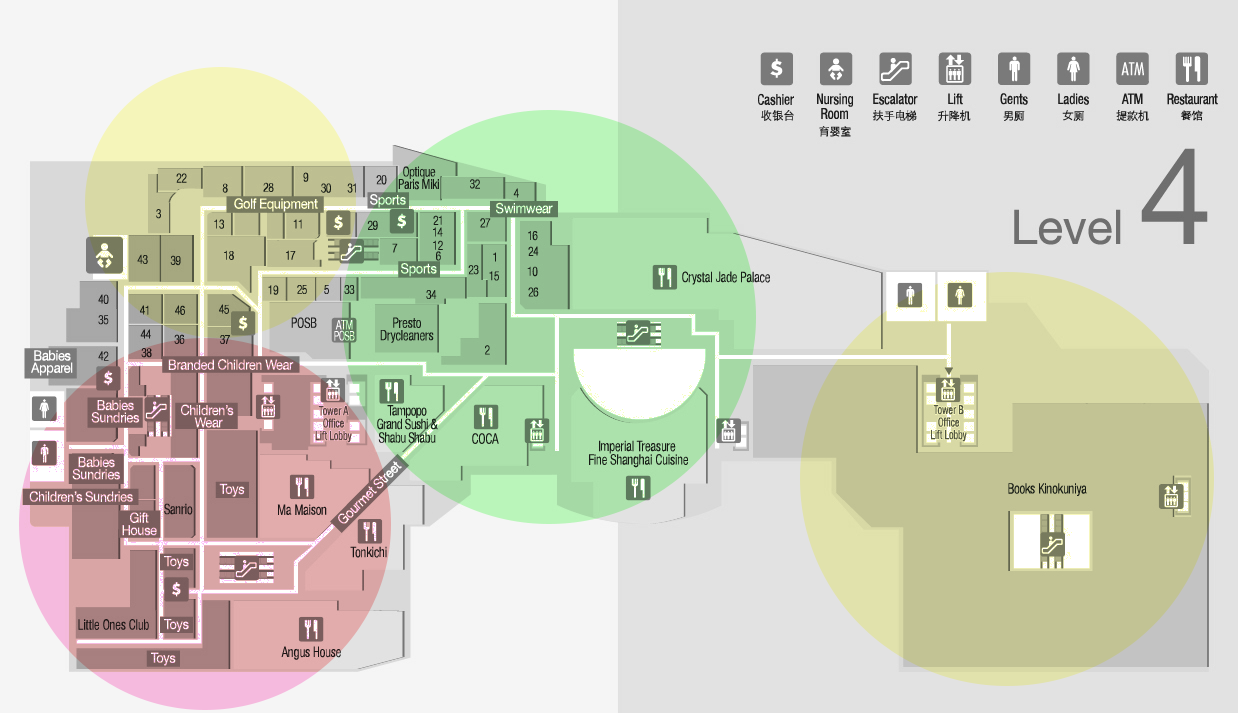 Cashier
收银台
Nursing
Room
育婴室
Escalator
扶手电梯
Lift
升降机
Gents
男厕
Ladies
女厕
ATM
ATM
提款机
Restaurant
餐馆
Level 4
22
8
28
9
30
31
20
Optique
Paris Miki
32
4
3
Golf Equipment
Sports
Swimwear
13
11
$
29
$
21
14
27
16
43
39
18
17
7
12
6
1
24
Sports
23
15
10
26
40
35
19
25
5
33
34
41
46
45
$
POSB
ATM
POSB
Presto
Drycleaners
44
36
37
38
2
42
Babies
Apparel
Branded Children Wear
$
Babies
Sundries
Children's
Wear
Tower A
Office
Lift Lobby
Tampopo
Grand Sushi &
Shabu Shabu
COCA
Crystal Jade Palace
Imperial Treasure
Fine Shanghai Cuisine
Tower B
Office
Lift Lobby
Babies
Sundries
Children's Sundries
Toys
Sanrio
Gift
House
Ma Maison
Gourmet Street
Tonkichi
Books Kinokuniya
Toys
$
Little Ones Club
Toys
Toys
Angus House